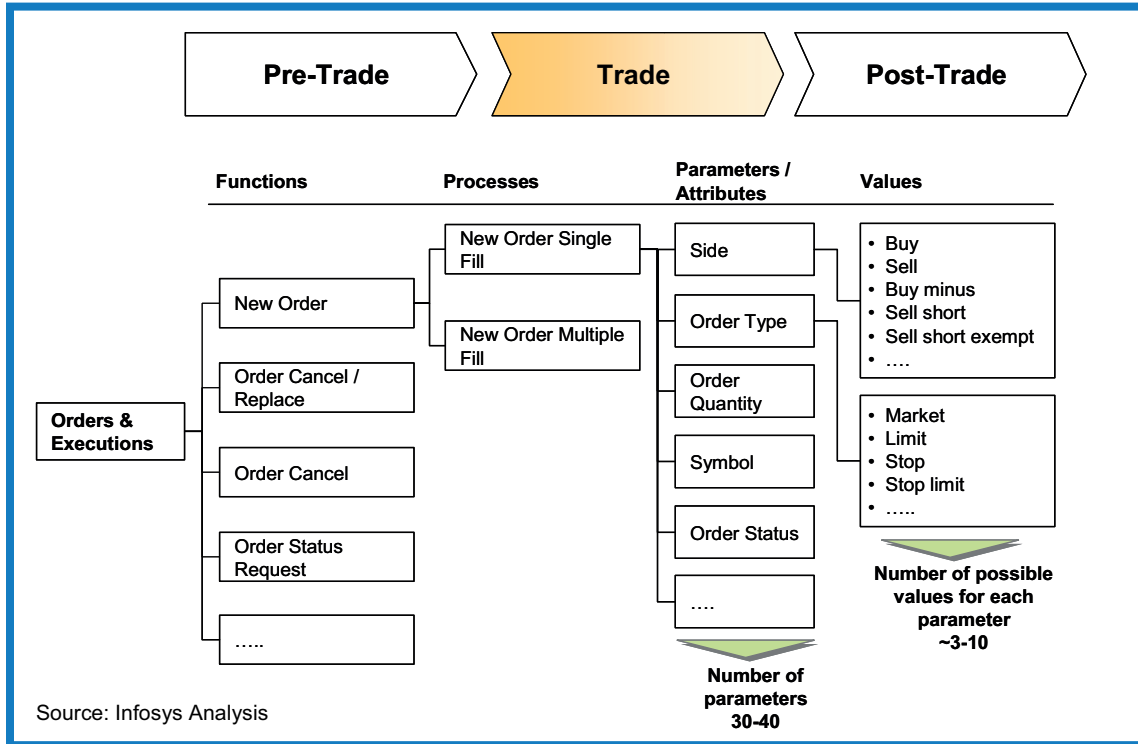 Pre-Trade
Trade
Post-Trade
Functions
Processes
Parameters /
Attributes
Values
Orders &
Executions
New Order
Order Cancel /
Replace
Order Cancel
Order Status
Request
…..
New Order Single
Fill
New Order Multiple
Fill
Side
Order Type
Order
Quantity
Symbol
Order Status
….
• Buy
• Sell
• Buy minus
• Sell short
• Sell short exempt
• ….
• Market
• Limit
• Stop
• Stop limit
• …..
Number of possible
values for each
parameter
~3-10
Number of
parameters
30-40
Source: Infosys Analysis